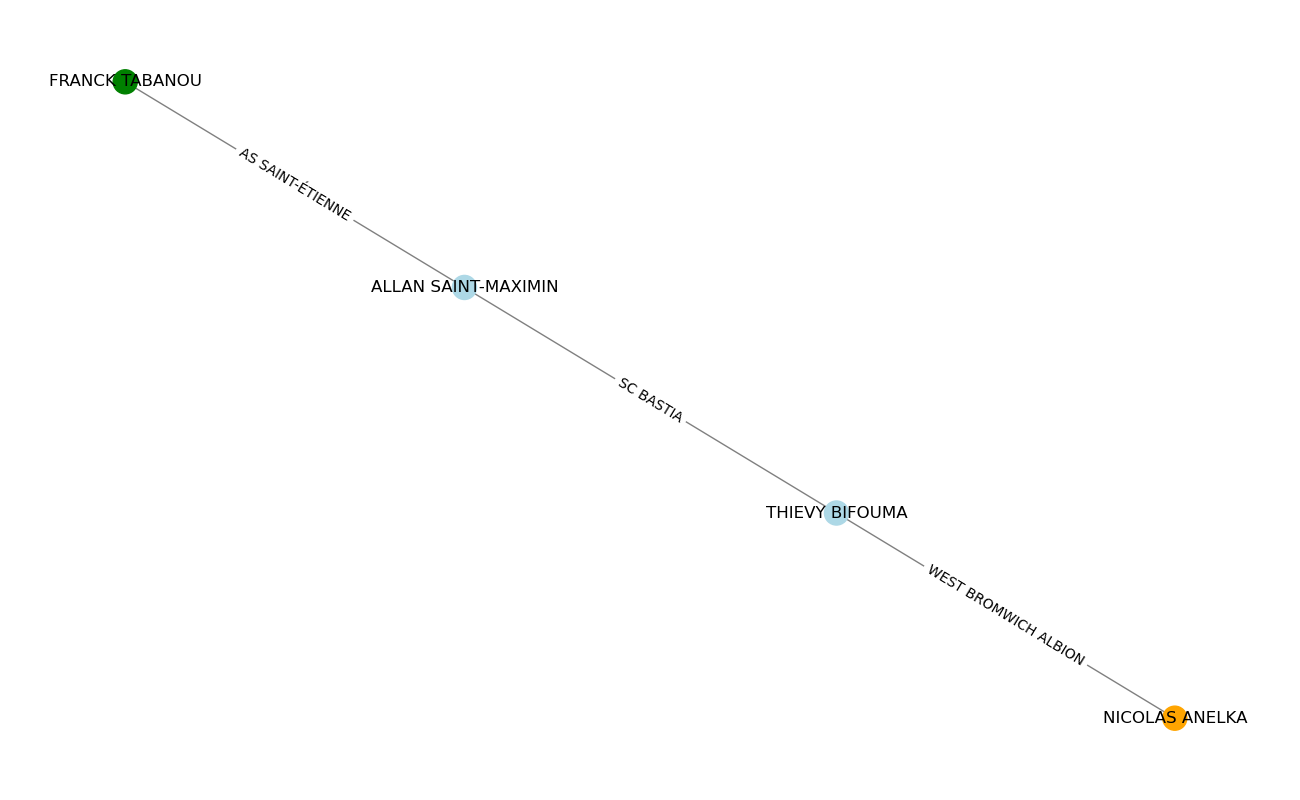 FRANCK TABANOU
AS SAINT-ÉTIENNE
ALLAN SAINT-MAXIMIN
SC BASTIA
THIEVY BIFOUMA
WEST BROMWICH ALBION
NICOLAS ANELKA